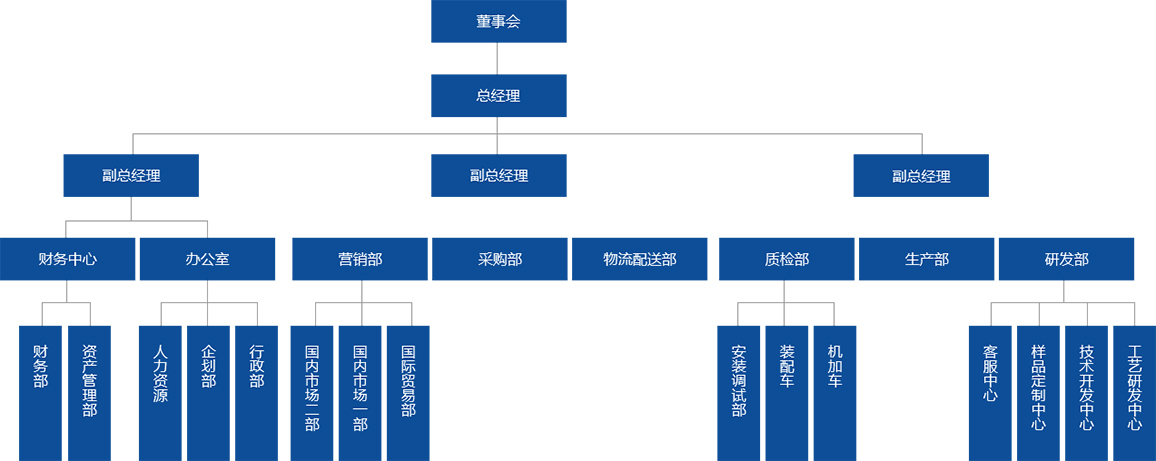 董事会
总经理
副总经理
副总经理
副总经理
财务中心
办公室
营销部
采购部
物流配送部
质检部
生产部
研发部
财务部
资产管理部
人力资源
企划部
行政部
国内市场二部
国内市场一部
国际贸易部
安装调试部
装配车
机加车
客服中心
样品定制中心
技术开发中心
工艺研发中心